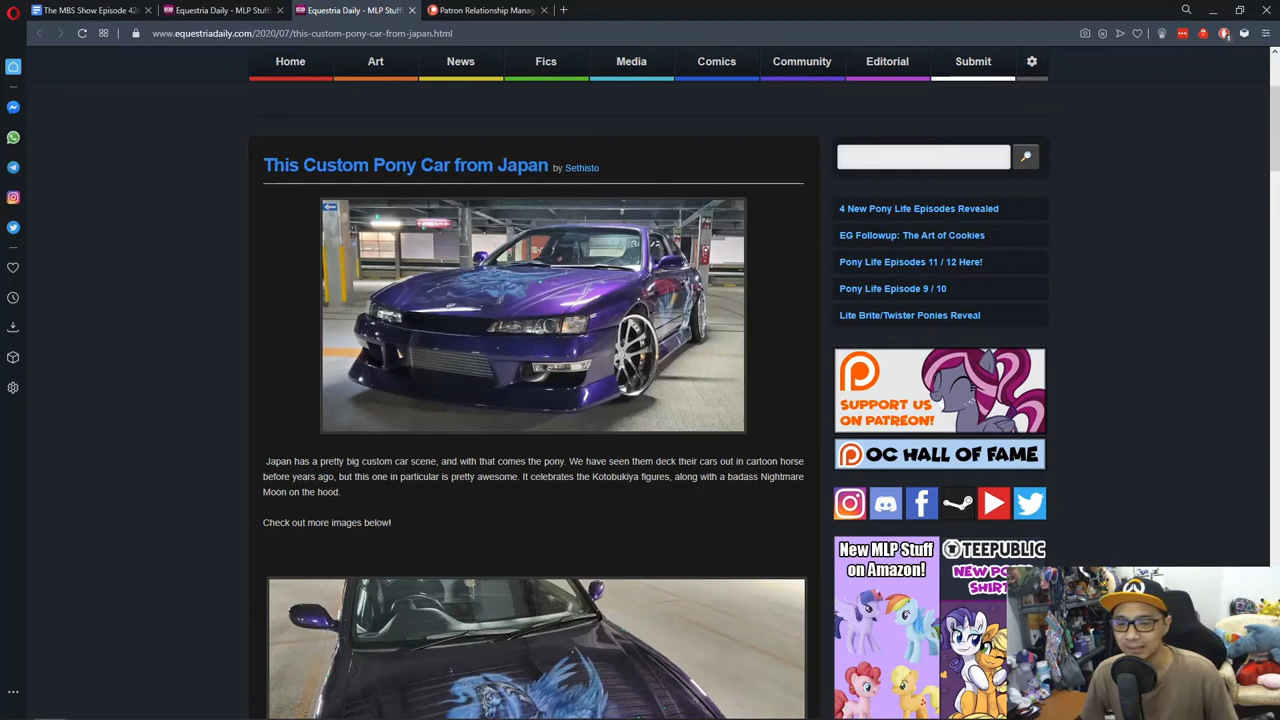 The MBS Show Episode 42
Equestria Daily - MLP Stuff!
Equestria Daily - MLP Stuff!
Patron Relationship Manag
www.equestriadaily.com/2020/07/this-custom-pony-car-from-japan.html
Home Art News Fics Media Comics Community Editorial Submit
This Custom Pony Car from Japan by Sethisto
Japan has a pretty big custom car scene, and with that comes the pony. We have seen them deck their cars out in cartoon horse
before years ago, but this one in particular is pretty awesome. It celebrates the Kotobukiya figures, along with a badass Nightmare
Moon on the hood.
Check out more images below!
4 New Pony Life Episodes Revealed
EG Followup: The Art of Cookies
Pony Life Episodes 11 / 12 Here!
Pony Life Episode 9 / 10
Lite Brite/Twister Ponies Reveal
SUPPORT US
ON PATREON!
OC HALL OF FAME
New MLP Stuff
on Amazon!
TEEPUBLIC
NEW PO
SHIR